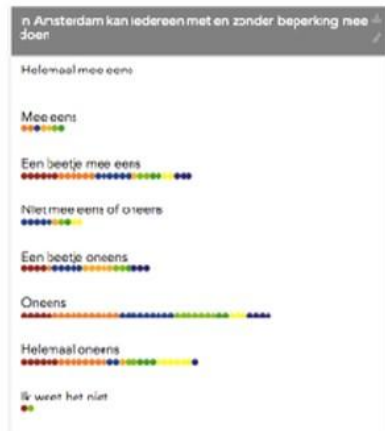 In Amsterdam kan iedereen met en zonder beperking mee
doen
Helemaal mee eens
Mee eens
Een beetje mee eens
Niet mee eens of oneens
Een beetje oneens
Oneens
Helemaal oneens
Ik weet het niet